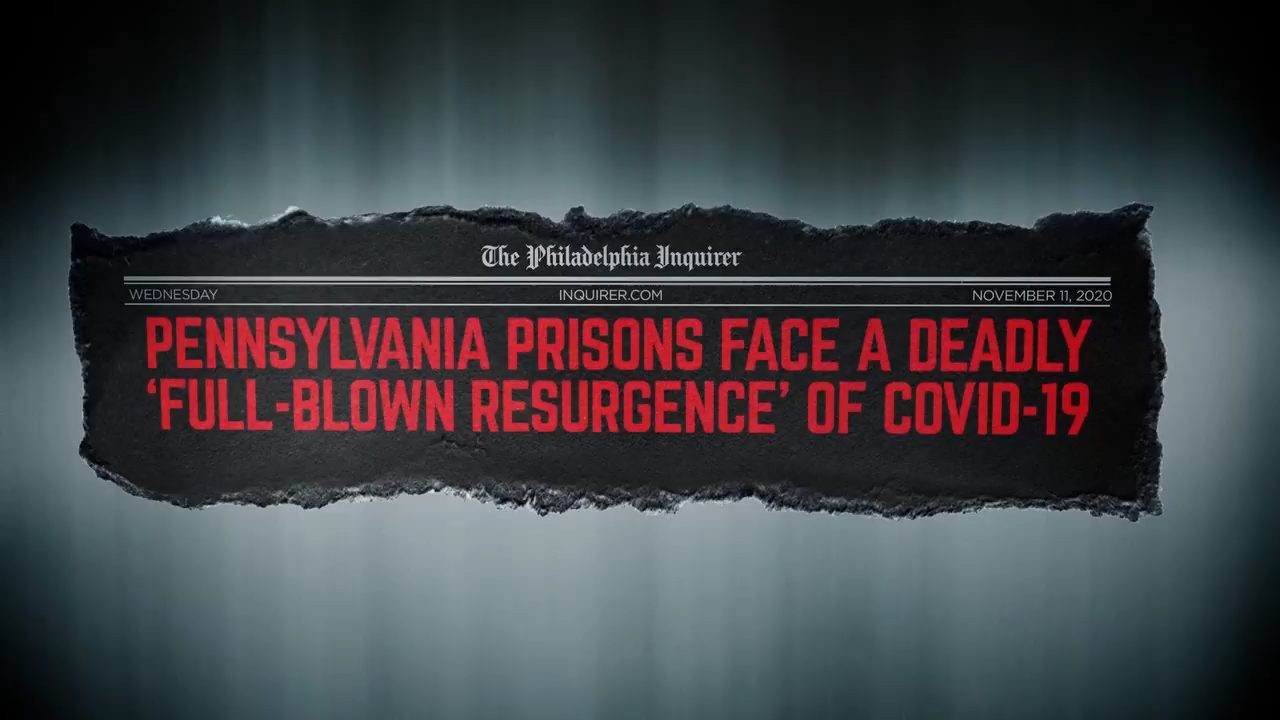 The Philadelphia Inquirer
WEDNESDAY INQUIRER.COM NOVEMBER 11, 2020
PENNSYLVANIA PRISONS FACE A DEADLY
‘FULL-BLOWN RESURGENCE’ OF COVID-19